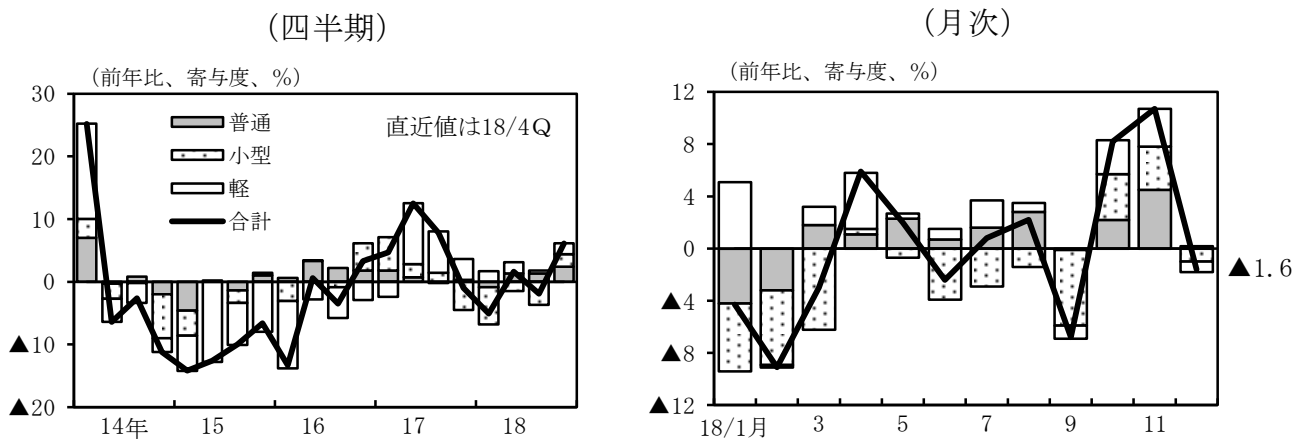 (四半期)
(前年比、寄与度、%)
30
20
10
0
▲10
▲20
普通
小型
軽
合計
直近値は18/4Q
14年 15 16 17 18
(月次)
(前年比、寄与度、%)
12
8
4
0
▲4
▲8
▲12
▲1.6
18/1月 3 5 7 9 11